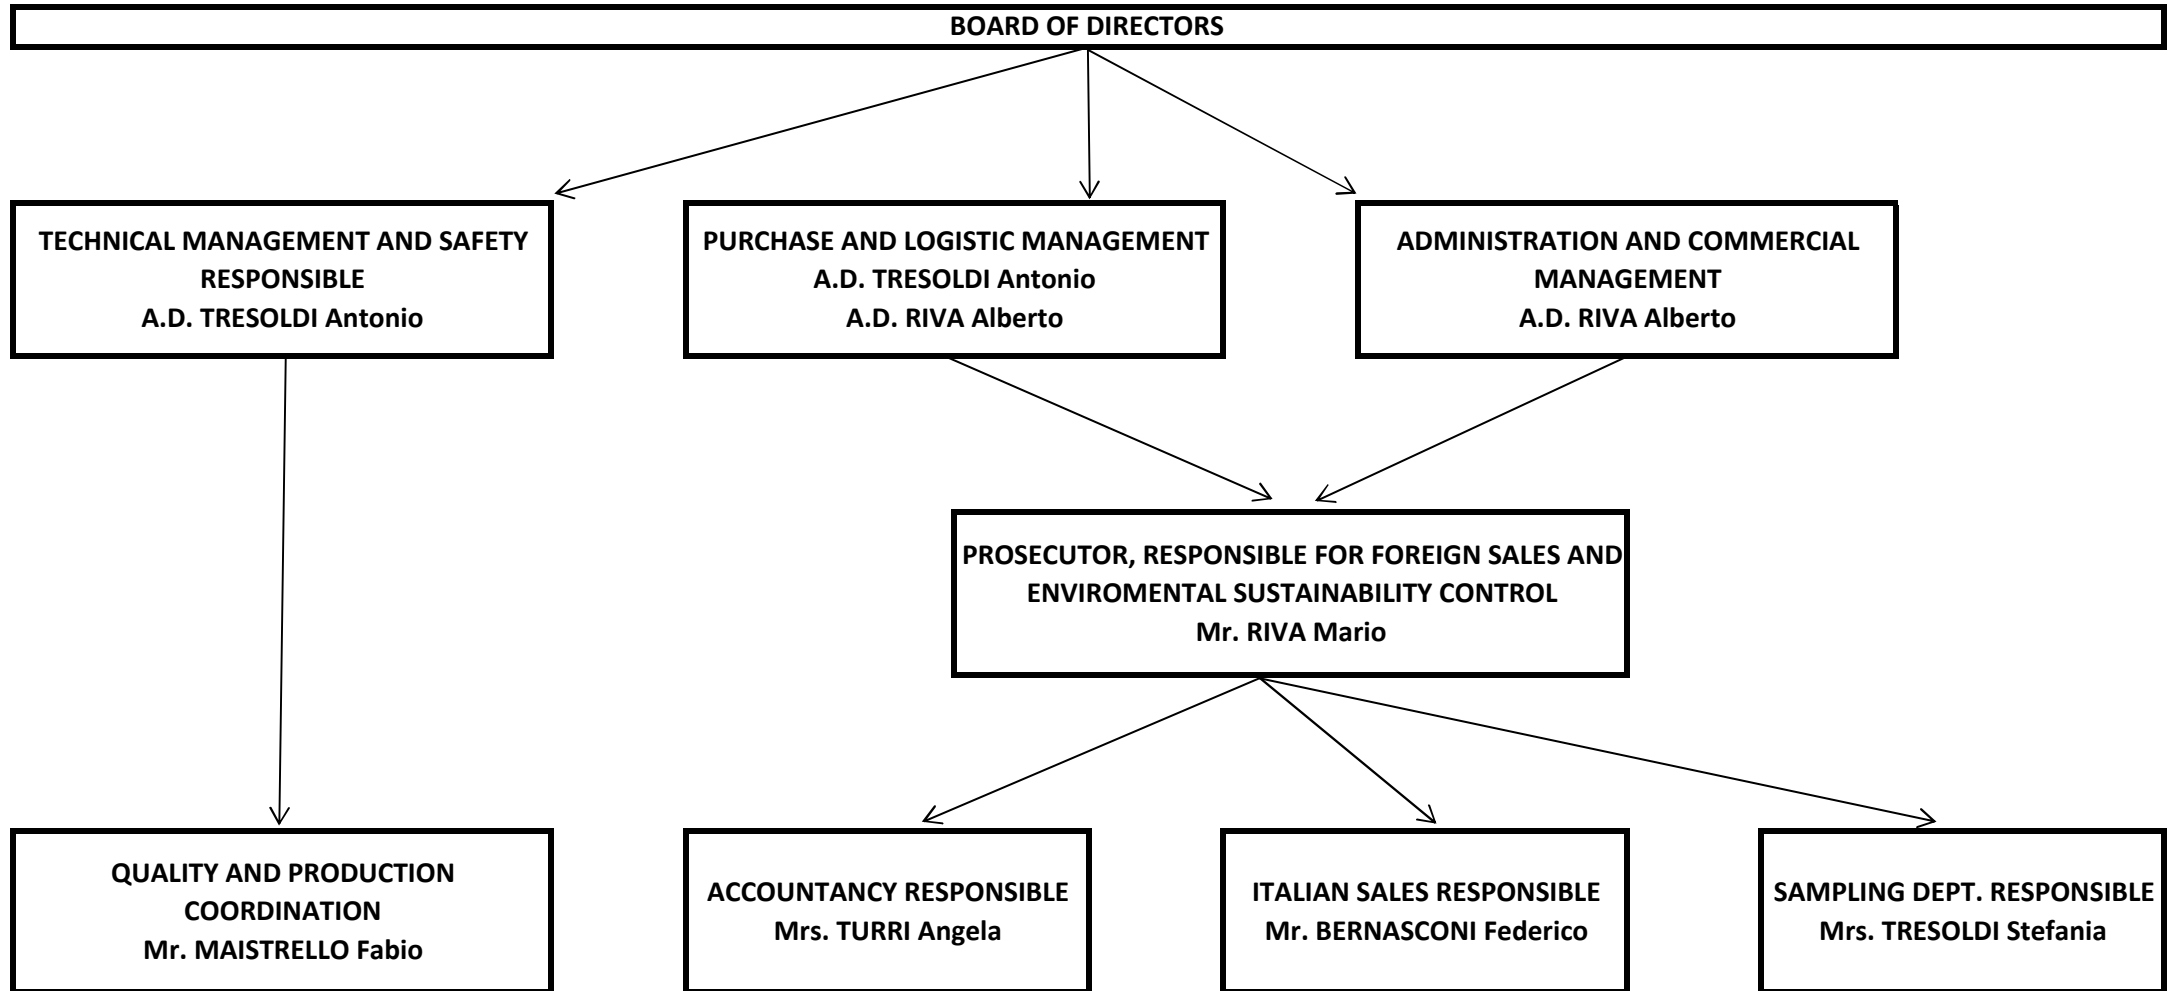 BOARD OF DIRECTORS
TECHNICAL MANAGEMENT AND SAFETY
RESPONSIBLE
A.D. TRESOLDI Antonio
PURCHASE AND LOGISTIC MANAGEMENT
A.D. TRESOLDI Antonio
A.D. RIVA Alberto
ADMINISTRATION AND COMMERCIAL
MANAGEMENT
A.D. RIVA Alberto
PROSECUTOR, RESPONSIBLE FOR FOREIGN SALES AND
ENVIROMENTAL SUSTAINABILITY CONTROL
Mr. RIVA Mario
QUALITY AND PRODUCTION
COORDINATION
Mr. MAISTRELLO Fabio
ACCOUNTANCY RESPONSIBLE
Mrs. TURRI Angela
ITALIAN SALES RESPONSIBLE
Mr. BERNASCONI Federico
SAMPLING DEPT. RESPONSIBLE
Mrs. TRESOLDI Stefania